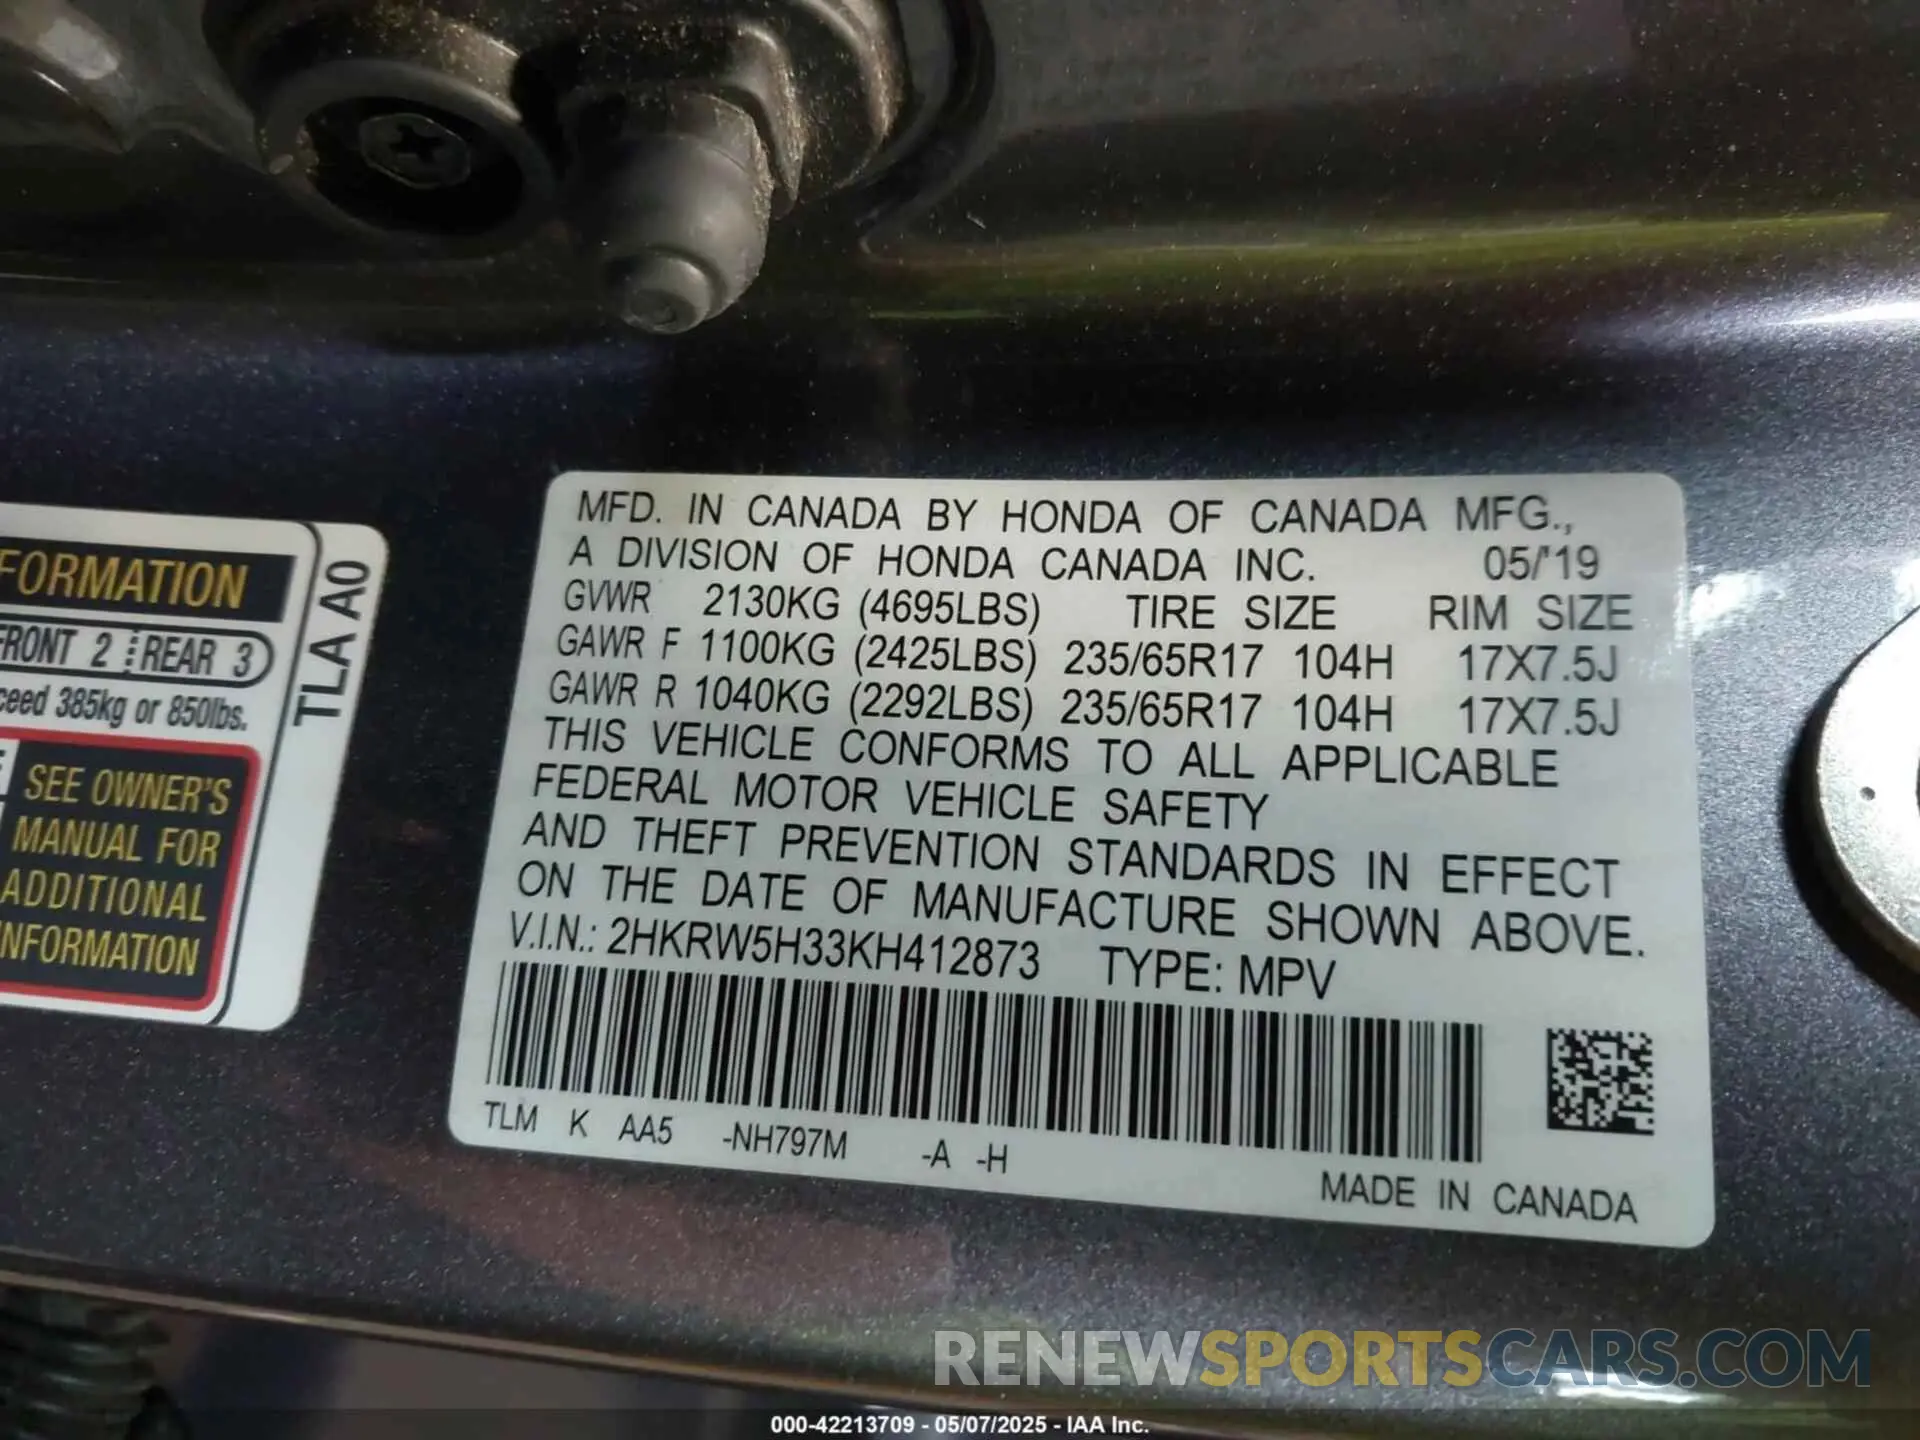 FORMATION
FRONT 2 REAR 3
ceed 385kg or 850lbs.
SEE OWNER'S
MANUAL FOR
ADDITIONAL
INFORMATION
TLA A0
MFD. IN CANADA BY HONDA OF CANADA MFG.,
A DIVISION OF HONDA CANADA INC. 05/'19
GVWR 2130KG (4695LBS) TIRE SIZE RIM SIZE
GAWR F 1100KG (2425LBS) 235/65R17 104H 17X7.5J
GAWR R 1040KG (2292LBS) 235/65R17 104H 17X7.5J
THIS VEHICLE CONFORMS TO ALL APPLICABLE
FEDERAL MOTOR VEHICLE SAFETY
AND THEFT PREVENTION STANDARDS IN EFFECT
ON THE DATE OF MANUFACTURE SHOWN ABOVE.
V.I.N.: 2HKRW5H33KH412873 TYPE: MPV
TLM K AA5 -NH797M -A -H
MADE IN CANADA
RENEWSPORTSCARS.COM
000-42213709 - 05/07/2025 - IAA Inc.